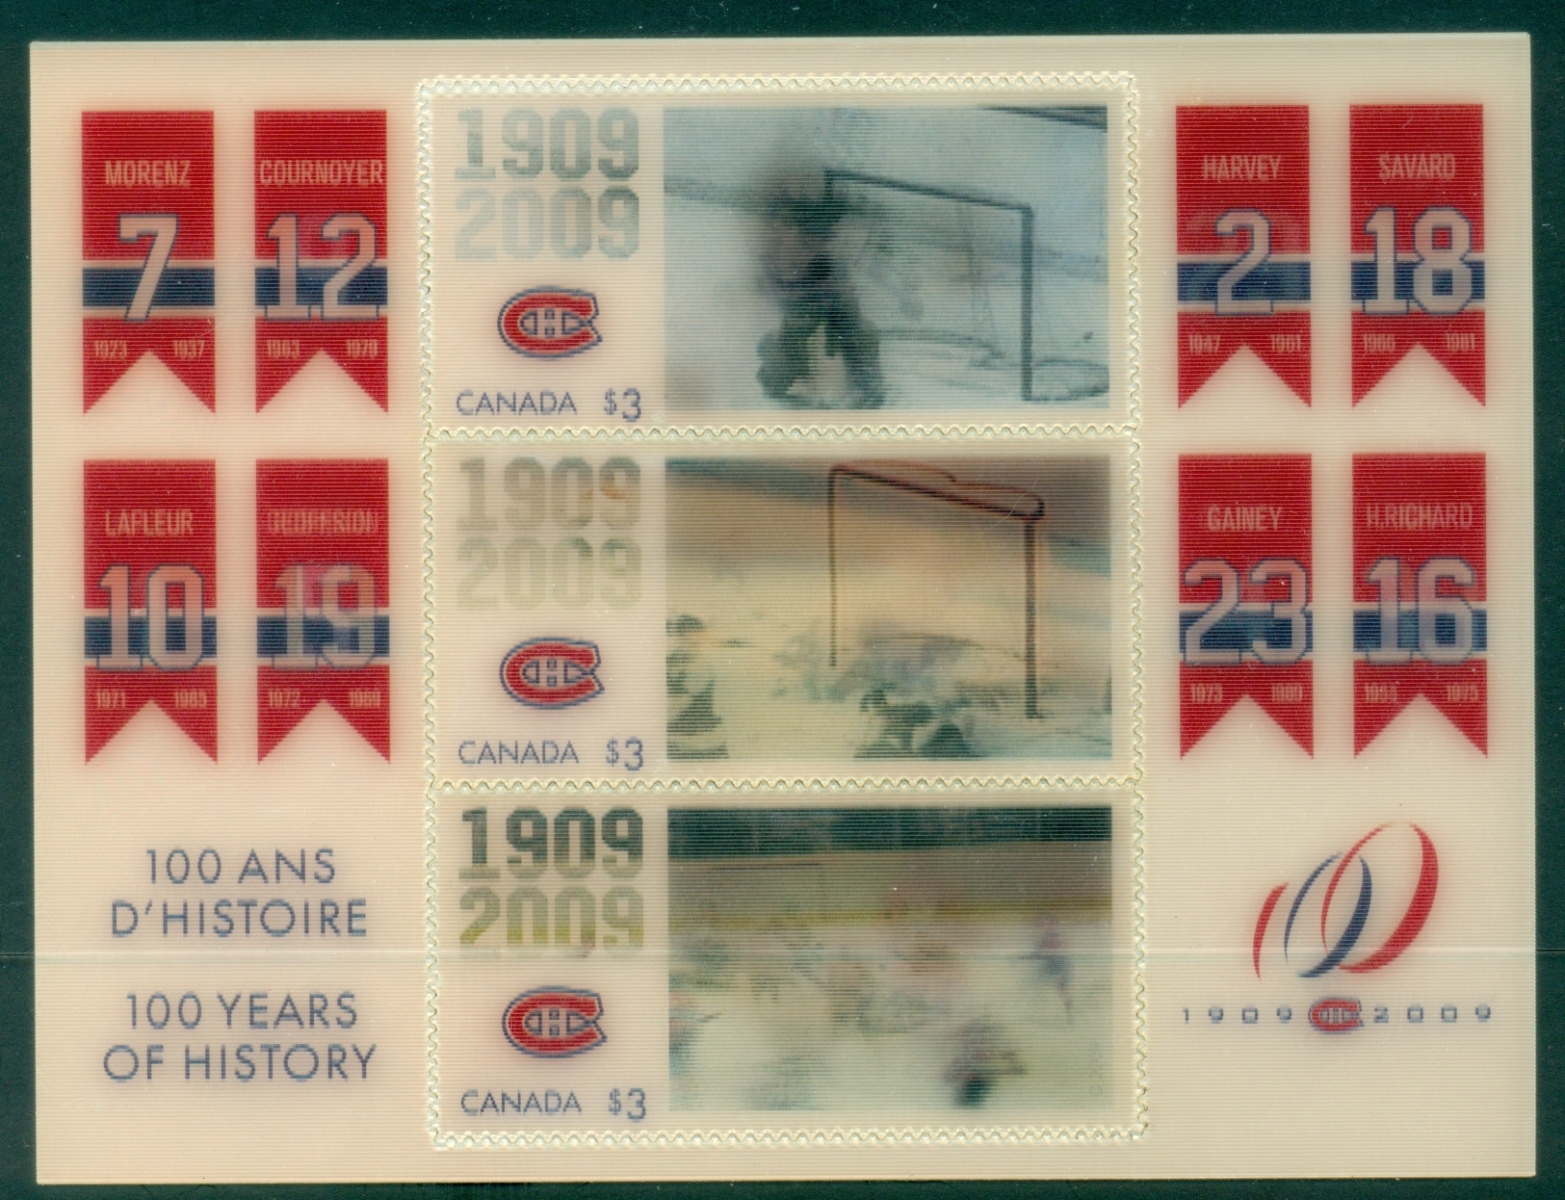 MORENZ
7
1923 1937
COURNOYER
12
1963 1979
LAFLEUR
10
1971 1985
19
1972
1909
2009
CANADA $3
1909
2009
CANADA $3
1909
2009
CANADA $3
HARVEY
2
1947 1961
SAVARD
18
1966 1981
GAINEY
23
1973 1989
H.RICHARD
16
1975
100 ANS
D'HISTOIRE
100 YEARS
OF HISTORY
100
1909 CH 2009